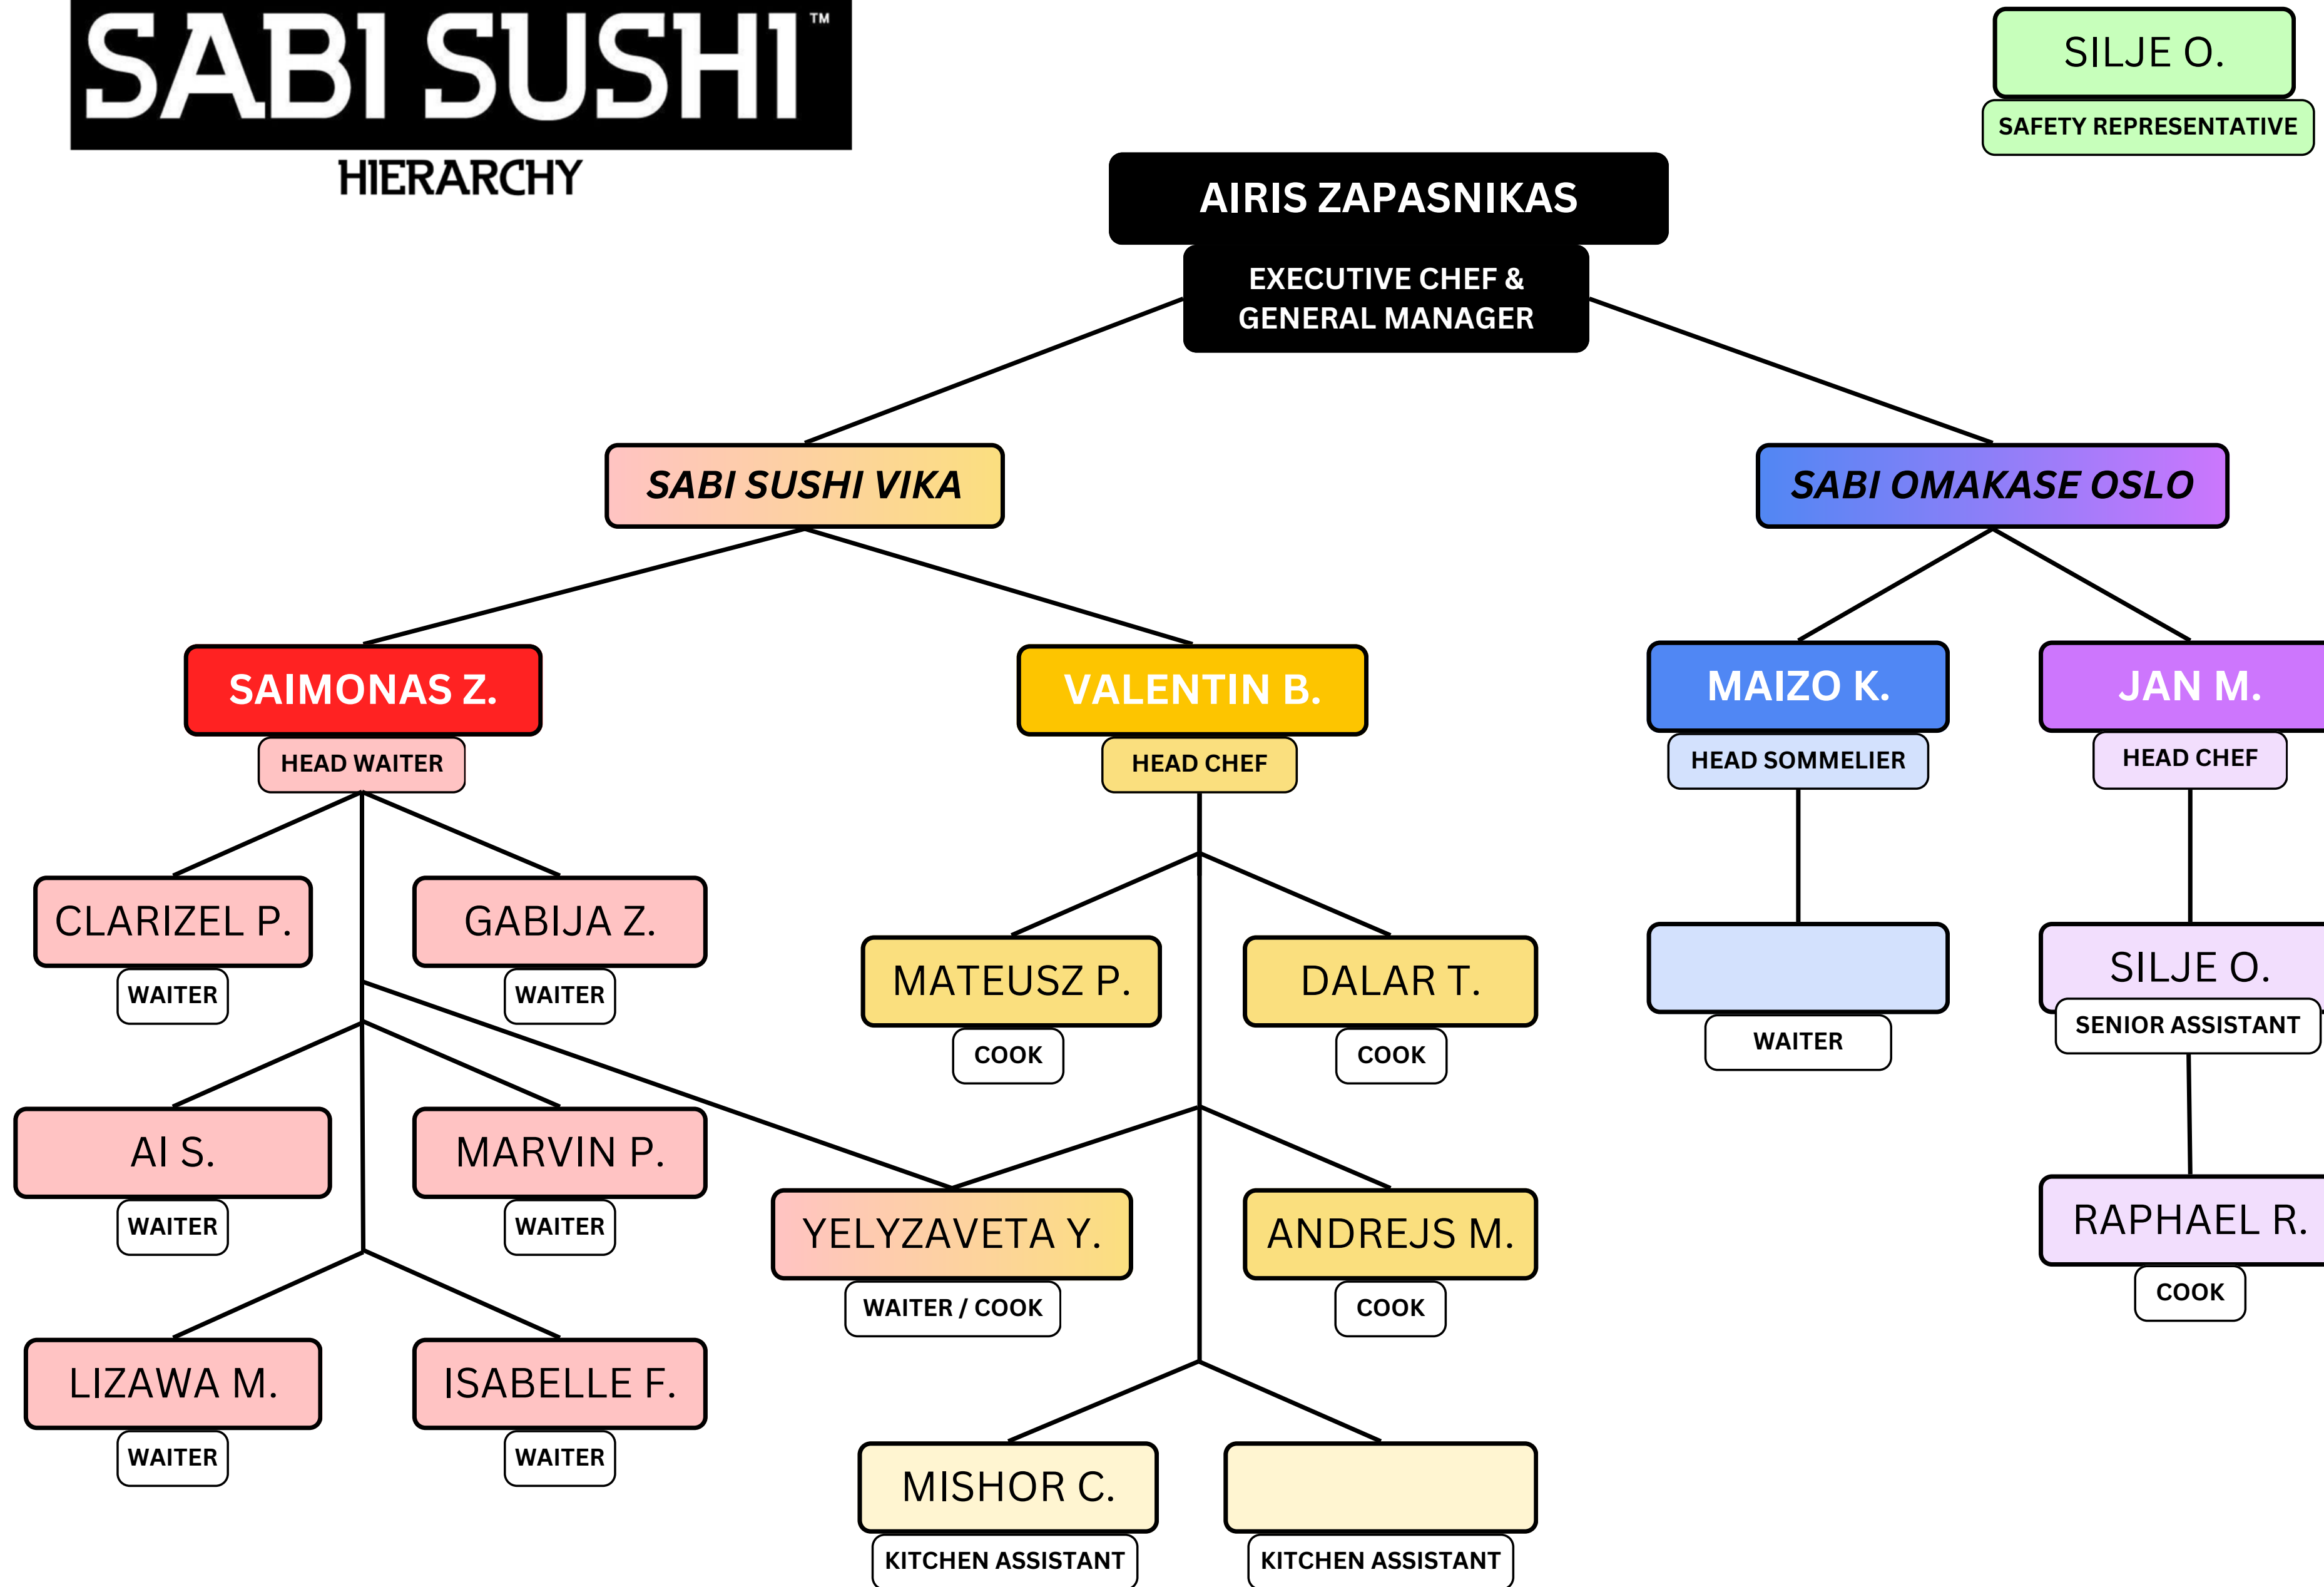 SABI SUSHI™
HIERARCHY
SILJE O.
SAFETY REPRESENTATIVE
AIRIS ZAPASNIKAS
EXECUTIVE CHEF &
GENERAL MANAGER
SABI SUSHI VIKA
SABI OMAKASE OSLO
SAIMONAS Z.
HEAD WAITER
VALENTIN B.
HEAD CHEF
MAIZO K.
HEAD SOMMELIER
JAN M.
HEAD CHEF
CLARIZEL P.
WAITER
GABIJA Z.
WAITER
MATEUSZ P.
COOK
DALAR T.
COOK
WAITER
SILJE O.
SENIOR ASSISTANT
AI S.
WAITER
MARVIN P.
WAITER
YELYZAVETA Y.
WAITER / COOK
ANDREJS M.
COOK
RAPHAEL R.
COOK
LIZAWA M.
WAITER
ISABELLE F.
WAITER
MISHOR C.
KITCHEN ASSISTANT
KITCHEN ASSISTANT